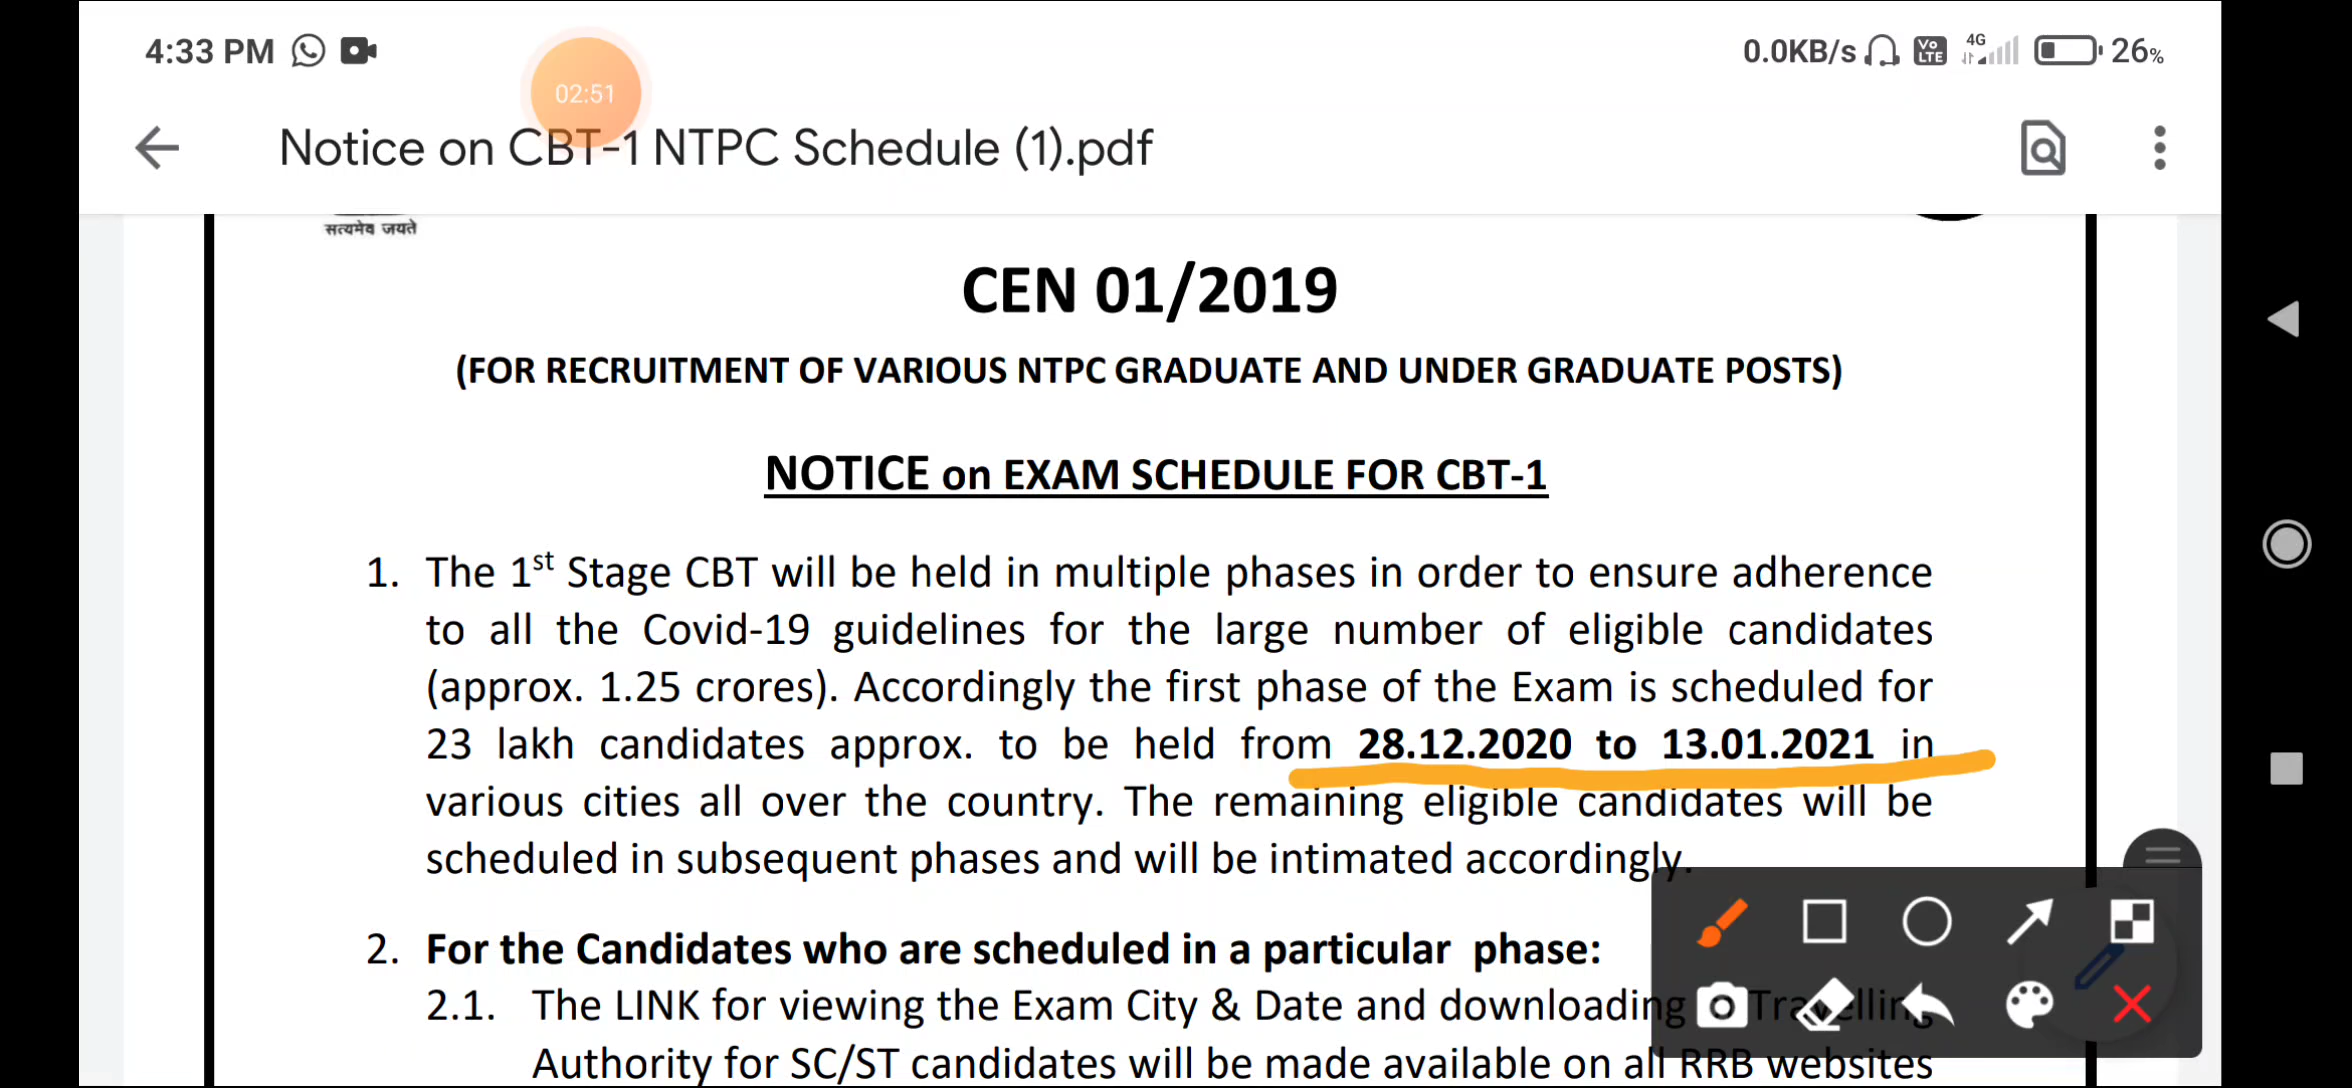 4:33 PM
02:51
0.0KB/s Vo LTE 4G 26%
Notice on CBT-1 NTPC Schedule (1).pdf
सत्यमेव जयते
CEN 01/2019
(FOR RECRUITMENT OF VARIOUS NTPC GRADUATE AND UNDER GRADUATE POSTS)
NOTICE on EXAM SCHEDULE FOR CBT-1
1. The 1st Stage CBT will be held in multiple phases in order to ensure adherence
to all the Covid-19 guidelines for the large number of eligible candidates
(approx. 1.25 crores). Accordingly the first phase of the Exam is scheduled for
23 lakh candidates approx. to be held from 28.12.2020 to 13.01.2021 in
various cities all over the country. The remaining eligible candidates will be
scheduled in subsequent phases and will be intimated accordingly.
2. For the Candidates who are scheduled in a particular phase:
2.1. The LINK for viewing the Exam City & Date and downloading Travelling
Authority for SC/ST candidates will be made available on all RRB websites